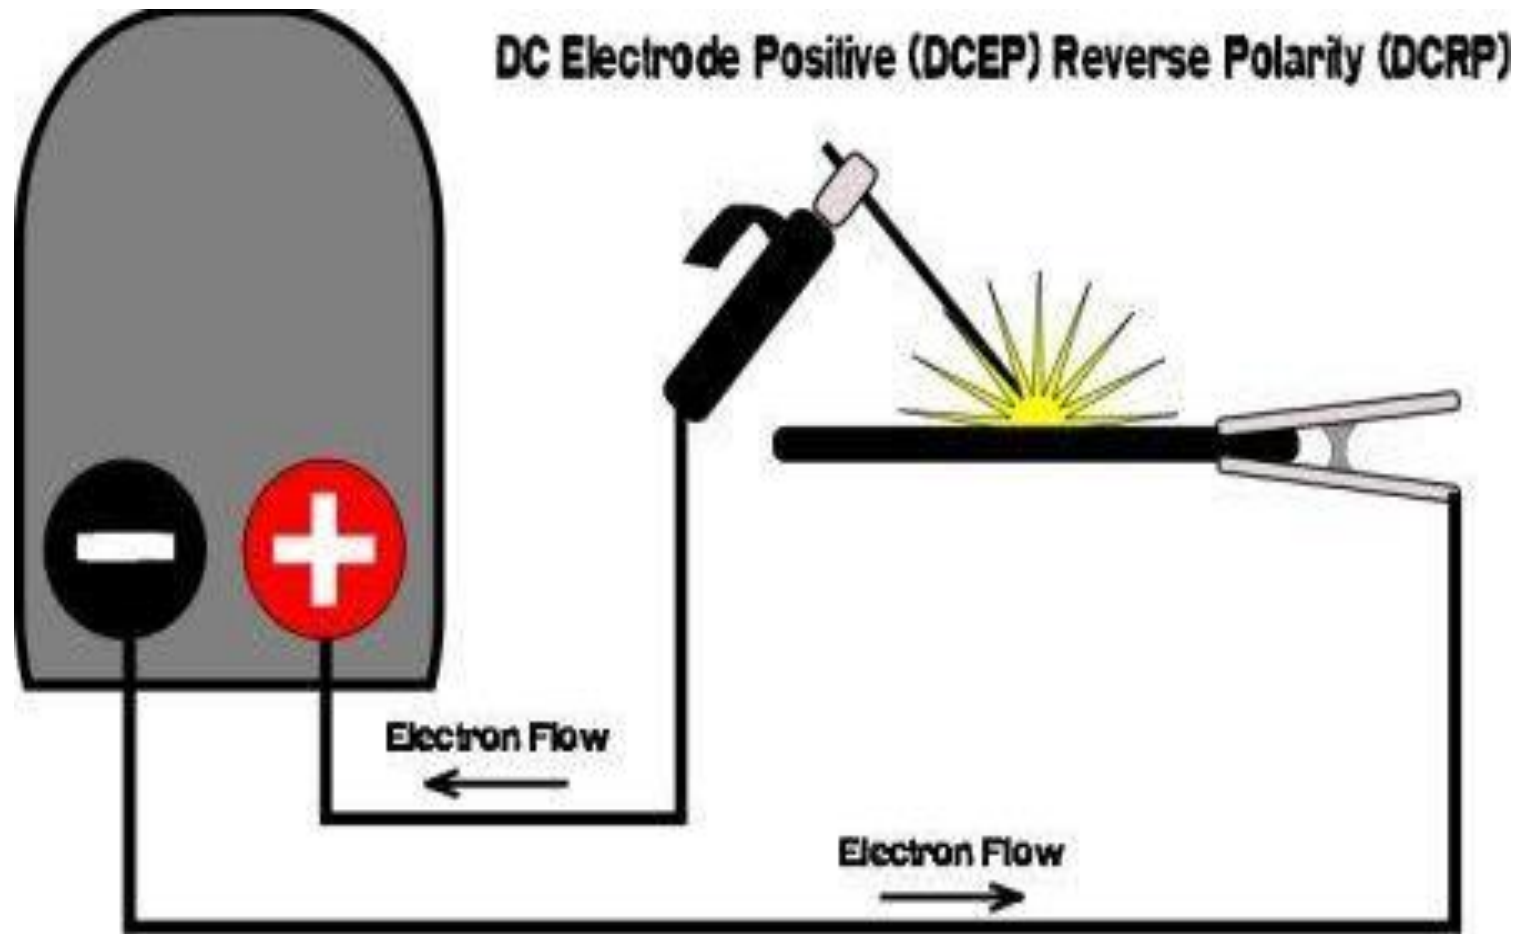 DC Electrode Positive (DCEP) Reverse Polarity (DCRP)
Electron Flow
Electron Flow